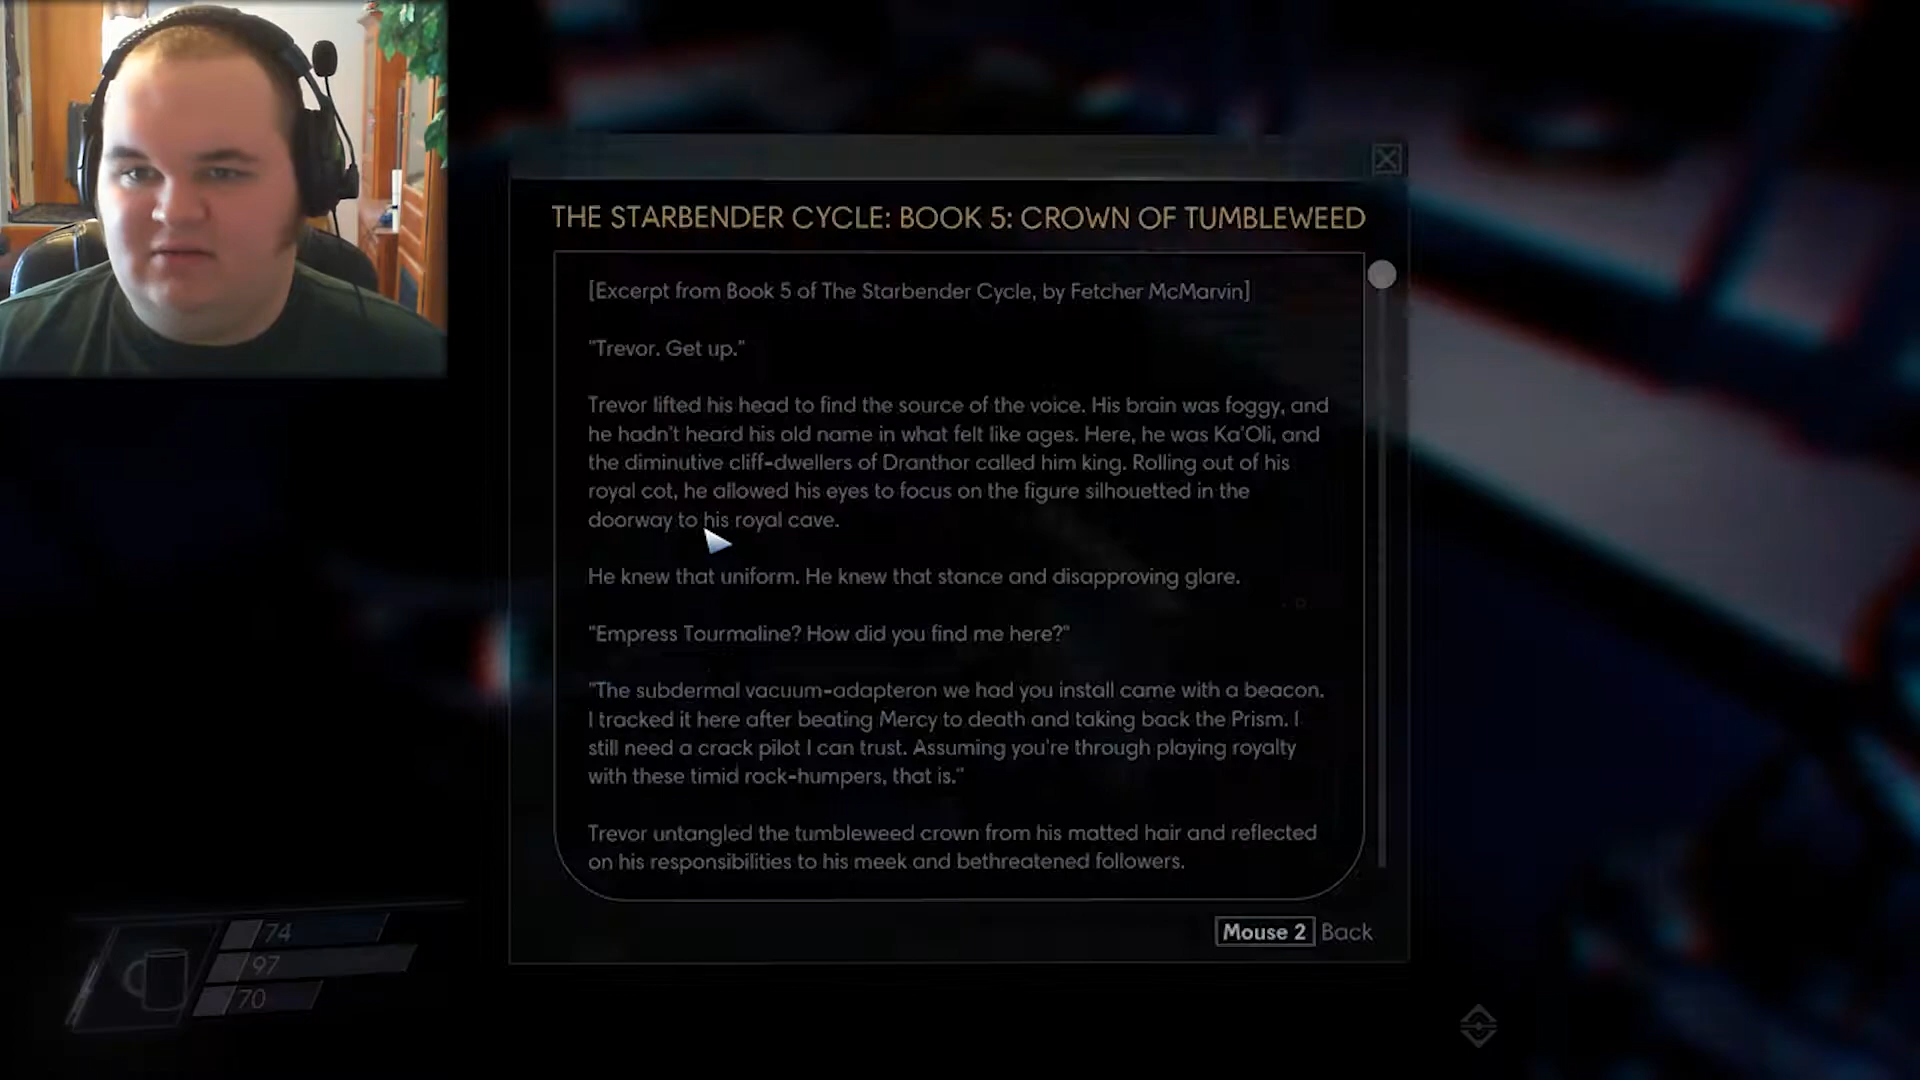 THE STARBENDER CYCLE: BOOK 5: CROWN OF TUMBLEWEED
[Excerpt from Book 5 of The Starbender Cycle, by Fetcher McMarvin]
"Trevor. Get up."
Trevor lifted his head to find the source of the voice. His brain was foggy, and
he hadn't heard his old name in what felt like ages. Here, he was Ka'Oli, and
the diminutive cliff-dwellers of Dranthor called him king. Rolling out of his
royal cot, he allowed his eyes to focus on the figure silhouetted in the
doorway to his royal cave.
He knew that uniform. He knew that stance and disapproving glare.
"Empress Tourmaline? How did you find me here?"
"The subdermal vacuum-adapteron we had you install came with a beacon.
I tracked it here after beating Mercy to death and taking back the Prism. I
still need a crack pilot I can trust. Assuming you're through playing royalty
with these timid rock-humpers, that is."
Trevor untangled the tumbleweed crown from his matted hair and reflected
on his responsibilities to his meek and bethreatened followers.
Mouse 2 Back
74
97
70